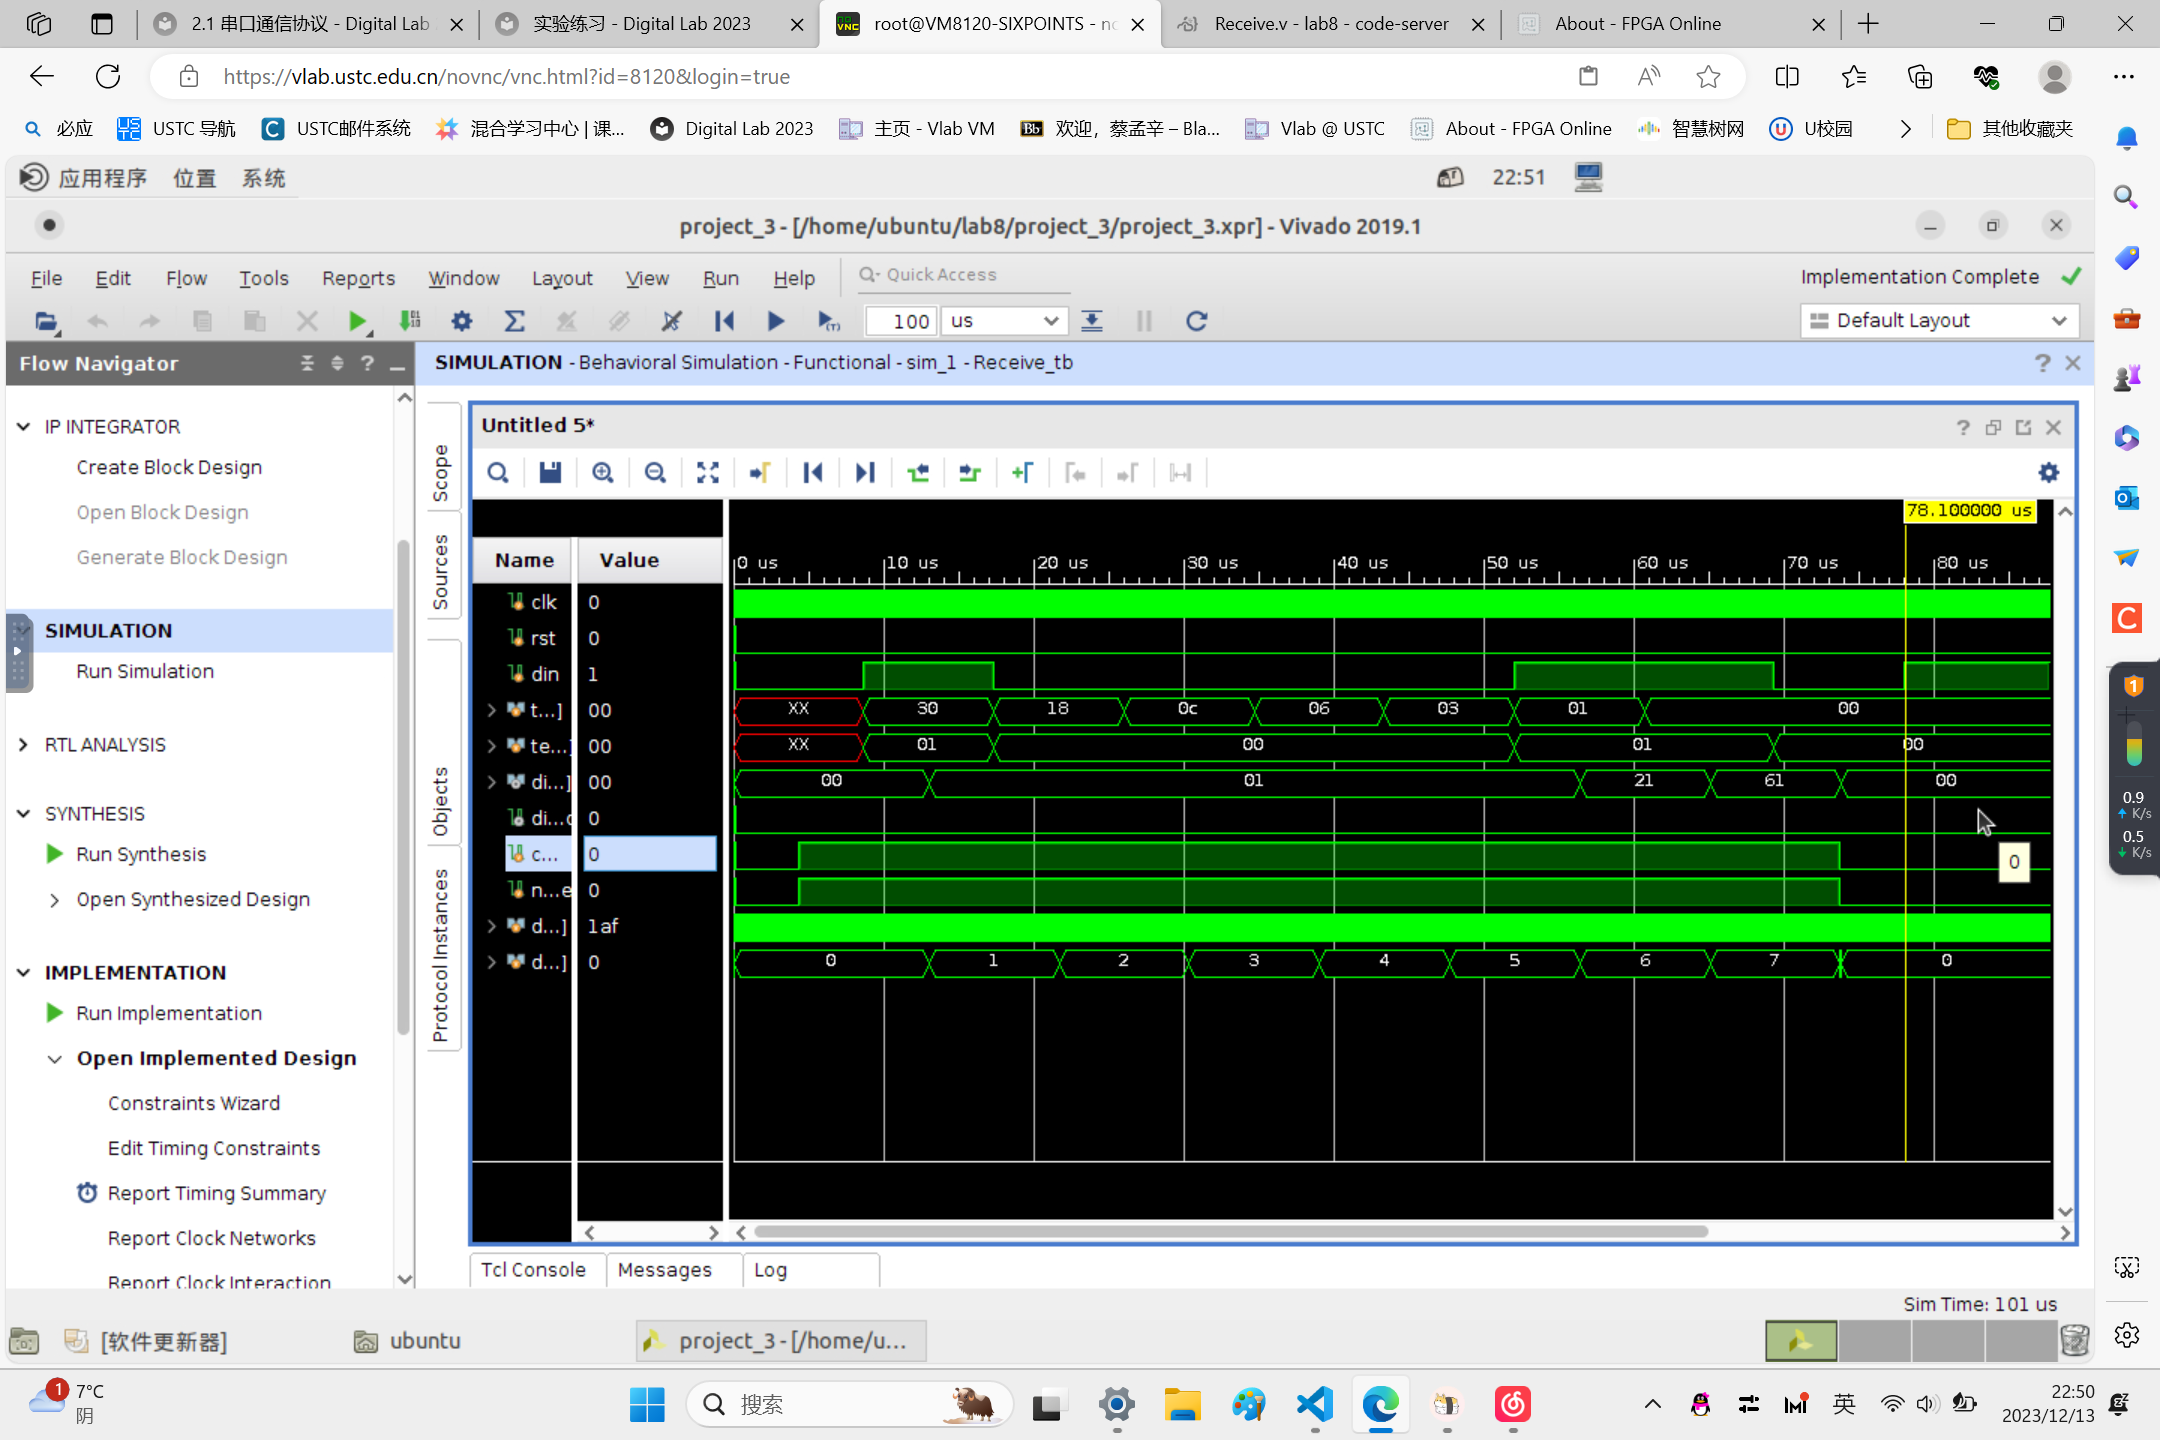 2.1 串口通信协议 - Digital Lab
实验练习 - Digital Lab 2023
root@VM8120-SIXPOINTS - no
Receive.v - lab8 - code-server
About - FPGA Online
https://vlab.ustc.edu.cn/novnc/vnc.html?id=8120&login=true
必应
USTC 导航
USTC邮件系统
混合学习中心 | 课...
Digital Lab 2023
主页 - Vlab VM
欢迎，蔡孟辛 – Bla...
Vlab @ USTC
About - FPGA Online
智慧树网
U校园
其他收藏夹
应用程序 位置 系统
22:51
project_3 - [/home/ubuntu/lab8/project_3/project_3.xpr] - Vivado 2019.1
File Edit Flow Tools Reports Window Layout View Run Help
Quick Access
Implementation Complete
100 us
Default Layout
Flow Navigator
SIMULATION - Behavioral Simulation - Functional - sim_1 - Receive_tb
IP INTEGRATOR
Create Block Design
Open Block Design
Generate Block Design
SIMULATION
Run Simulation
RTL ANALYSIS
SYNTHESIS
Run Synthesis
Open Synthesized Design
IMPLEMENTATION
Run Implementation
Open Implemented Design
Constraints Wizard
Edit Timing Constraints
Report Timing Summary
Report Clock Networks
Report Clock Interaction
Scope
Sources
Objects
Protocol Instances
Untitled 5*
78.100000 us
Name Value
0 us 10 us 20 us 30 us 40 us 50 us 60 us 70 us 80 us
clk 0
rst 0
din 1
t...] 00 XX 30 18 0c 06 03 01 00
te...] 00 XX 01 00 01 00
di...] 00 00 01 21 61 00
di...d 0
c... 0
0
n...e 0
d...] 1af
d...] 0 0 1 2 3 4 5 6 7 0
Tcl Console Messages Log
Sim Time: 101 us
[软件更新器]
ubuntu
project_3 - [/home/u...
1
0.9
K/s
0.5
K/s
1
7°C
阴
搜索
英
22:50
2023/12/13